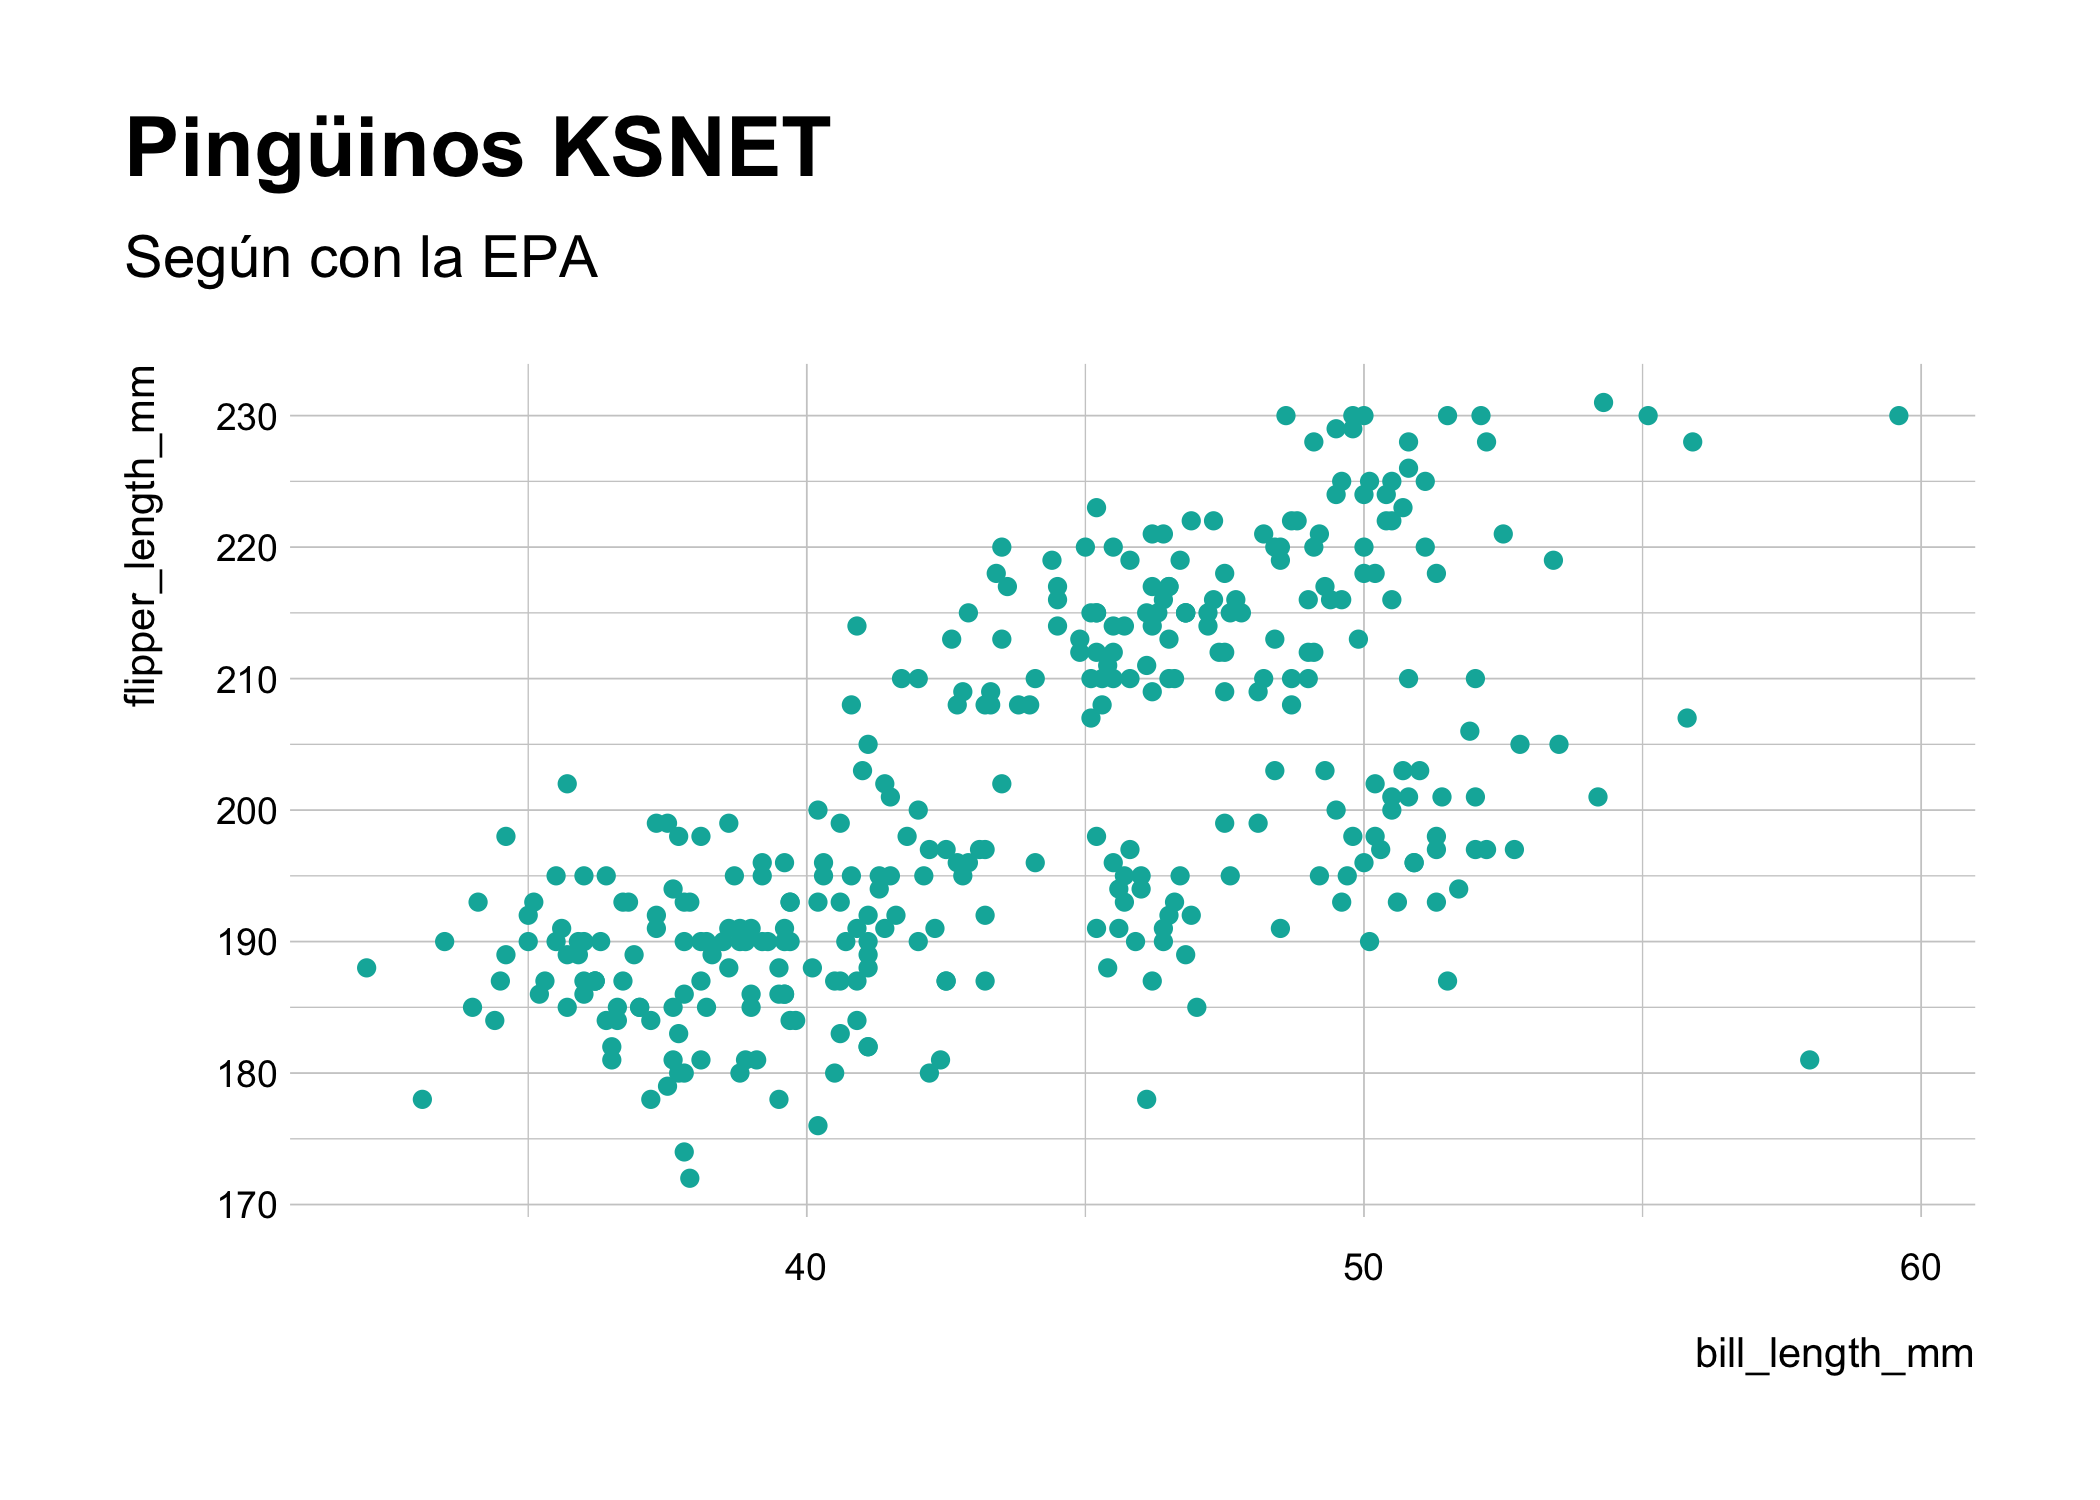 Pingüinos KSNET
Según con la EPA
flipper_length_mm
230
220
210
200
190
180
170
40 50 60
bill_length_mm